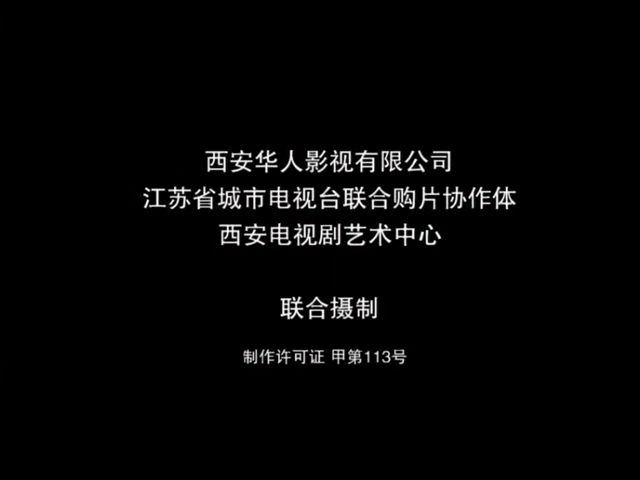 西安华人影视有限公司
江苏省城市电视台联合购片协作体
西安电视剧艺术中心
联合摄制
制作许可证 甲第113号